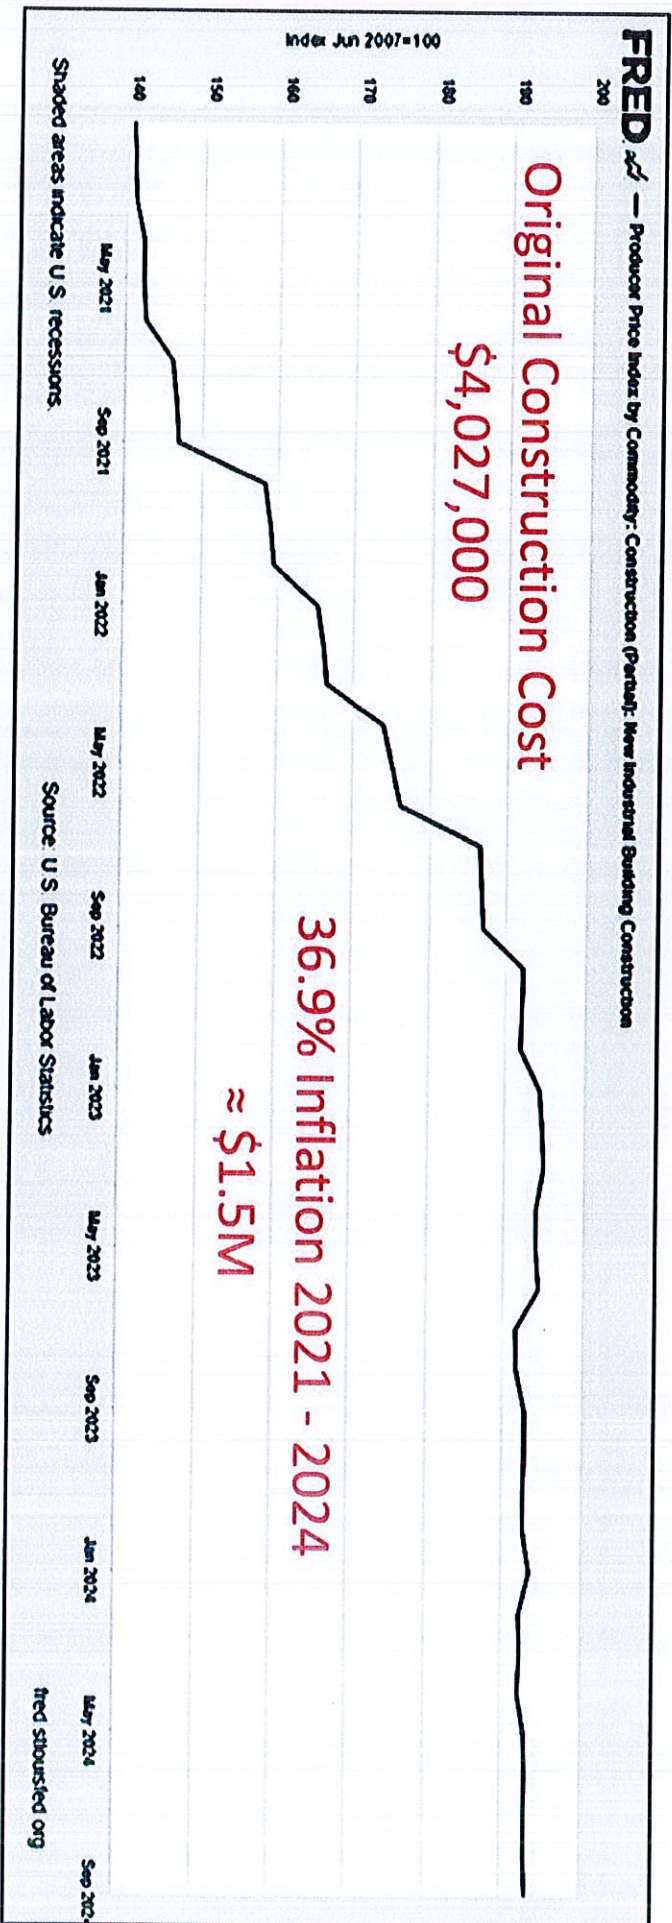 FRED — Producer Price Index by Commodity: Construction (Partial): New Industrial Building Construction
Index Jun 2007=100
200
190
180
170
160
150
140
Original Construction Cost
$4,027,000
36.9% Inflation 2021 - 2024
≈ $1.5M
May 2021
Sep 2021
Jan 2022
May 2022
Sep 2022
Jan 2023
May 2023
Sep 2023
Jan 2024
May 2024
Sep 202
Shaded areas indicate U.S. recessions.
Source: U.S. Bureau of Labor Statistics
fred stlouisfed org